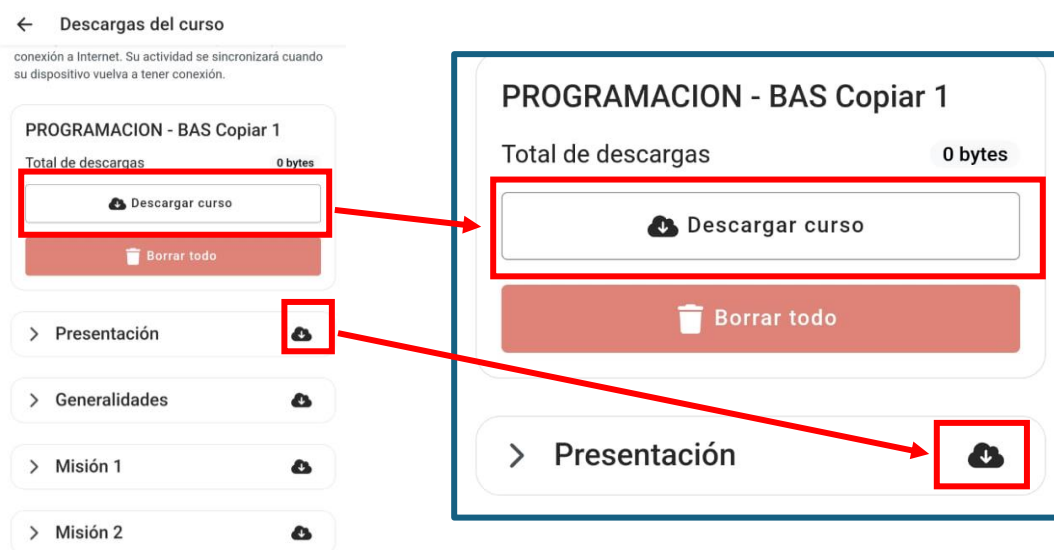 Descargas del curso
conexión a Internet. Su actividad se sincronizará cuando
su dispositivo vuelva a tener conexión.
PROGRAMACION - BAS Copiar 1
Total de descargas 0 bytes
Descargar curso
Borrar todo
Presentación
Generalidades
Misión 1
Misión 2
PROGRAMACION - BAS Copiar 1
Total de descargas 0 bytes
Descargar curso
Borrar todo
Presentación